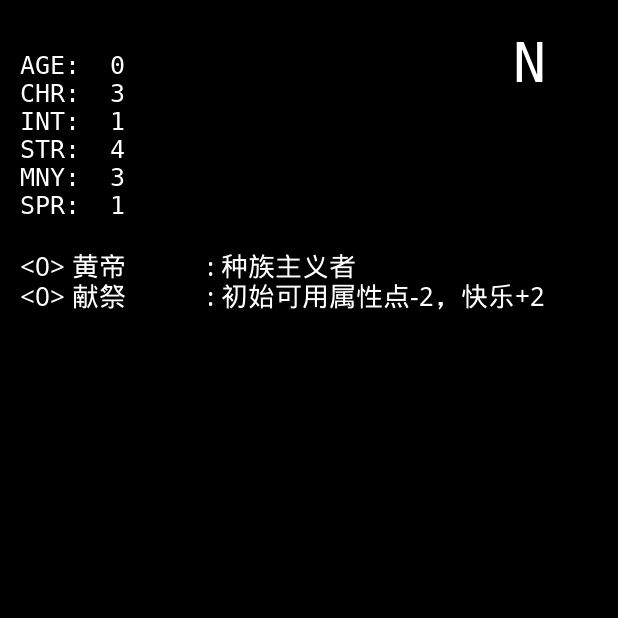 N
AGE: 0
CHR: 3
INT: 1
STR: 4
MNY: 3
SPR: 1
<O> 黄帝 : 种族主义者
<O> 献祭 : 初始可用属性点-2，快乐+2